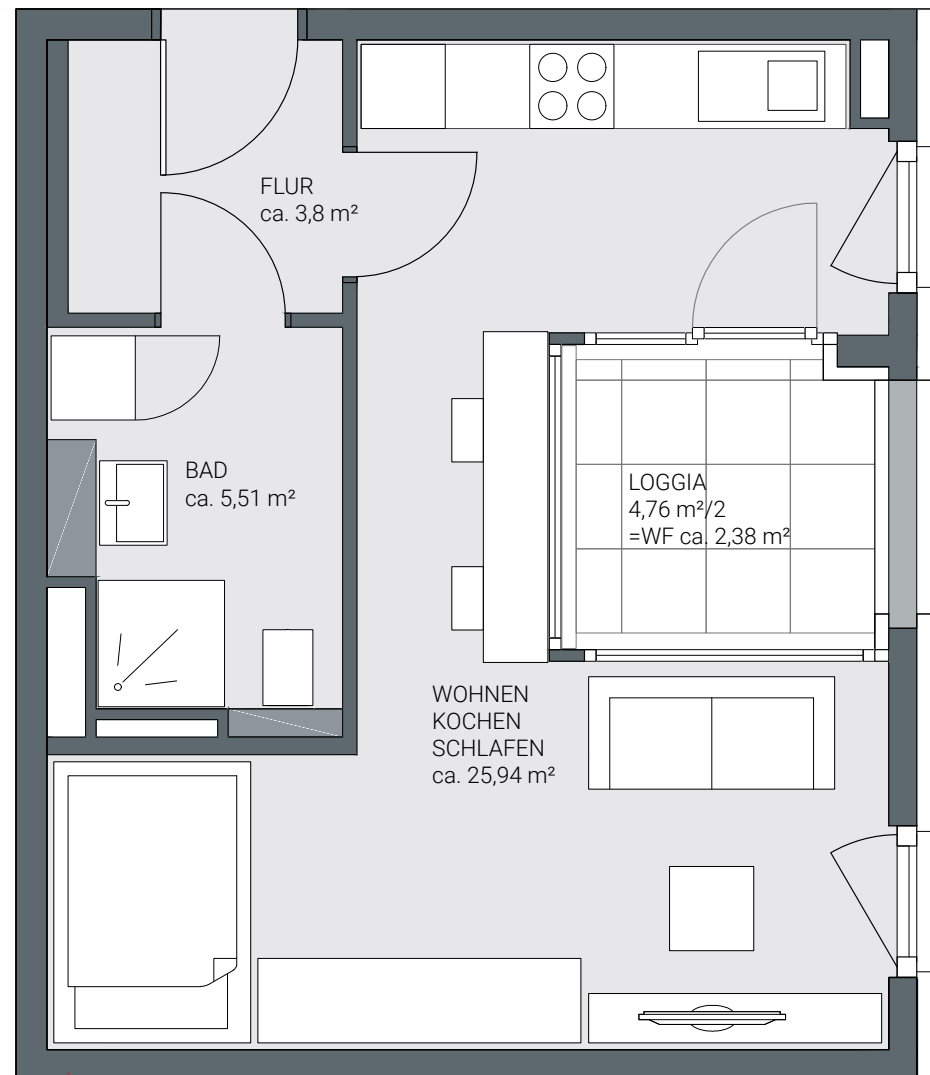 FLUR
ca. 3,8 m²
BAD
ca. 5,51 m²
LOGGIA
4,76 m²/2
=WF ca. 2,38 m²
WOHNEN
KOCHEN
SCHLAFEN
ca. 25,94 m²